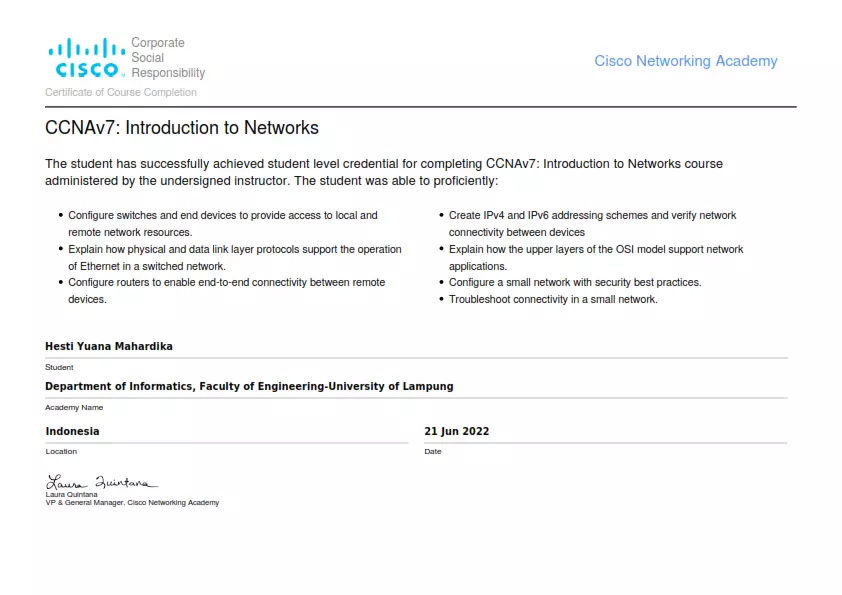 Corporate
Social
Responsibility
CISCO
Cisco Networking Academy
Certificate of Course Completion
CCNAv7: Introduction to Networks
The student has successfully achieved student level credential for completing CCNAv7: Introduction to Networks course
administered by the undersigned instructor. The student was able to proficiently:
• Configure switches and end devices to provide access to local and
remote network resources.
• Explain how physical and data link layer protocols support the operation
of Ethernet in a switched network.
• Configure routers to enable end-to-end connectivity between remote
devices.
• Create IPv4 and IPv6 addressing schemes and verify network
connectivity between devices
• Explain how the upper layers of the OSI model support network
applications.
• Configure a small network with security best practices.
• Troubleshoot connectivity in a small network.
Hesti Yuana Mahardika
Student
Department of Informatics, Faculty of Engineering-University of Lampung
Academy Name
Indonesia
Location
21 Jun 2022
Date
Laura Quintana
Laura Quintana
VP & General Manager, Cisco Networking Academy